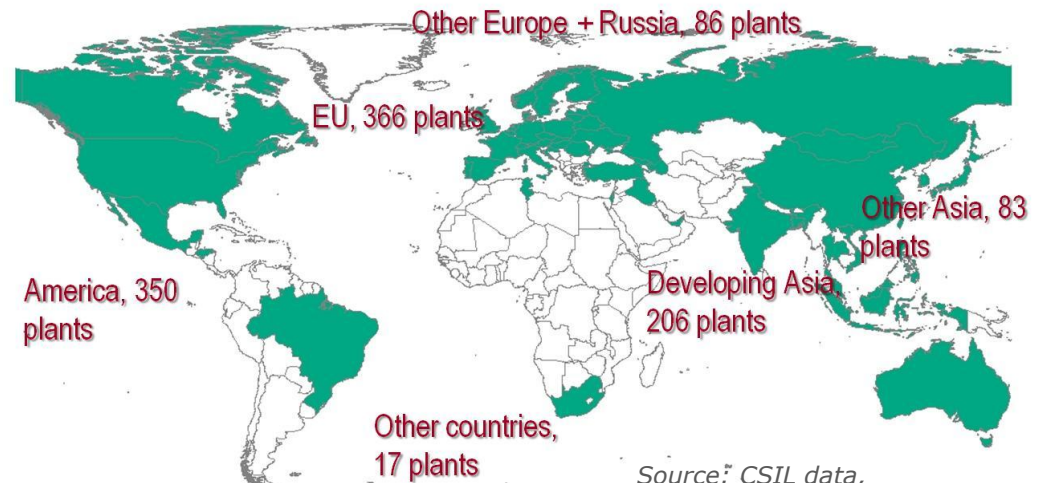 Other Europe + Russia, 86 plants
EU, 366 plants
Other Asia, 83
plants
America, 350
plants
Developing Asia,
206 plants
Other countries,
17 plants
Source: CSIL data.